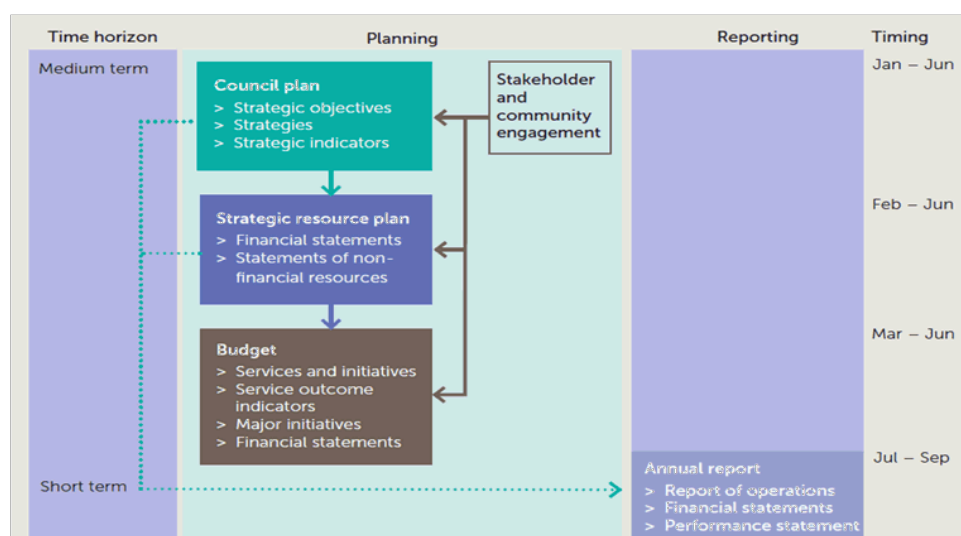 Time horizon
Planning
Reporting
Timing
Medium term
Council plan
> Strategic objectives
> Strategies
> Strategic indicators
Stakeholder
and
community
engagement
Jan – Jun
Strategic resource plan
> Financial statements
> Statements of non-
financial resources
Feb – Jun
Budget
> Services and initiatives
> Service outcome
indicators
> Major initiatives
> Financial statements
Mar – Jun
Short term
Annual report
> Report of operations
> Financial statements
> Performance statement
Jul – Sep